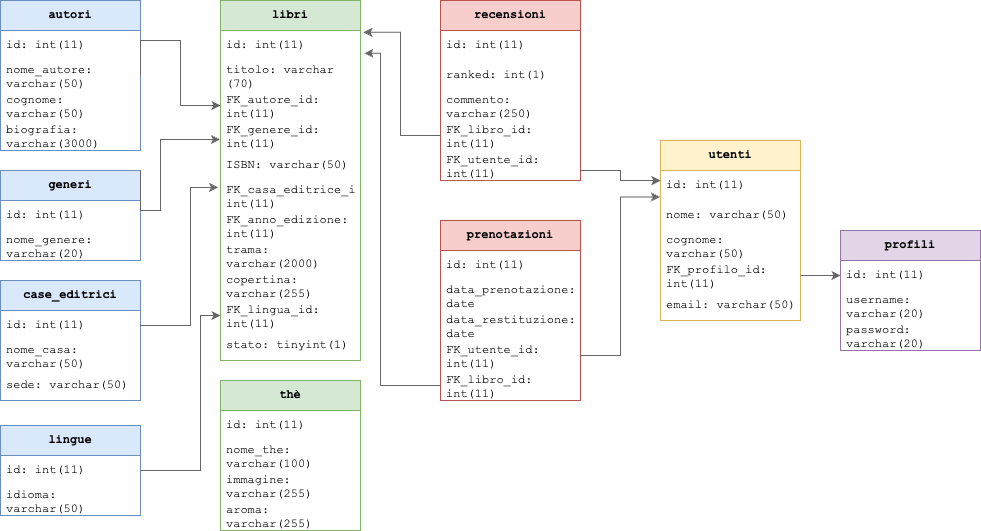 autori
id: int(11)
nome_autore:
varchar(50)
cognome:
varchar(50)
biografia:
varchar(3000)
generi
id: int(11)
nome_genere:
varchar(20)
case_editrici
id: int(11)
nome_casa:
varchar(50)
sede: varchar(50)
lingue
id: int(11)
idioma:
varchar(50)
libri
id: int(11)
titolo: varchar
(70)
FK_autore_id:
int(11)
FK_genere_id:
int(11)
ISBN: varchar(50)
FK_casa_editrice_i
int(11)
FK_anno_edizione:
int(11)
trama:
varchar(2000)
copertina:
varchar(255)
FK_lingua_id:
int(11)
stato: tinyint(1)
thè
id: int(11)
nome_the:
varchar(100)
immagine:
varchar(255)
aroma:
varchar(255)
recensioni
id: int(11)
ranked: int(1)
commento:
varchar(250)
FK_libro_id:
int(11)
FK_utente_id:
int(11)
prenotazioni
id: int(11)
data_prenotazione:
date
data_restituzione:
date
FK_utente_id:
int(11)
FK_libro_id:
int(11)
utenti
id: int(11)
nome: varchar(50)
cognome:
varchar(50)
FK_profilo_id:
int(11)
email: varchar(50)
profili
id: int(11)
username:
varchar(20)
password:
varchar(20)